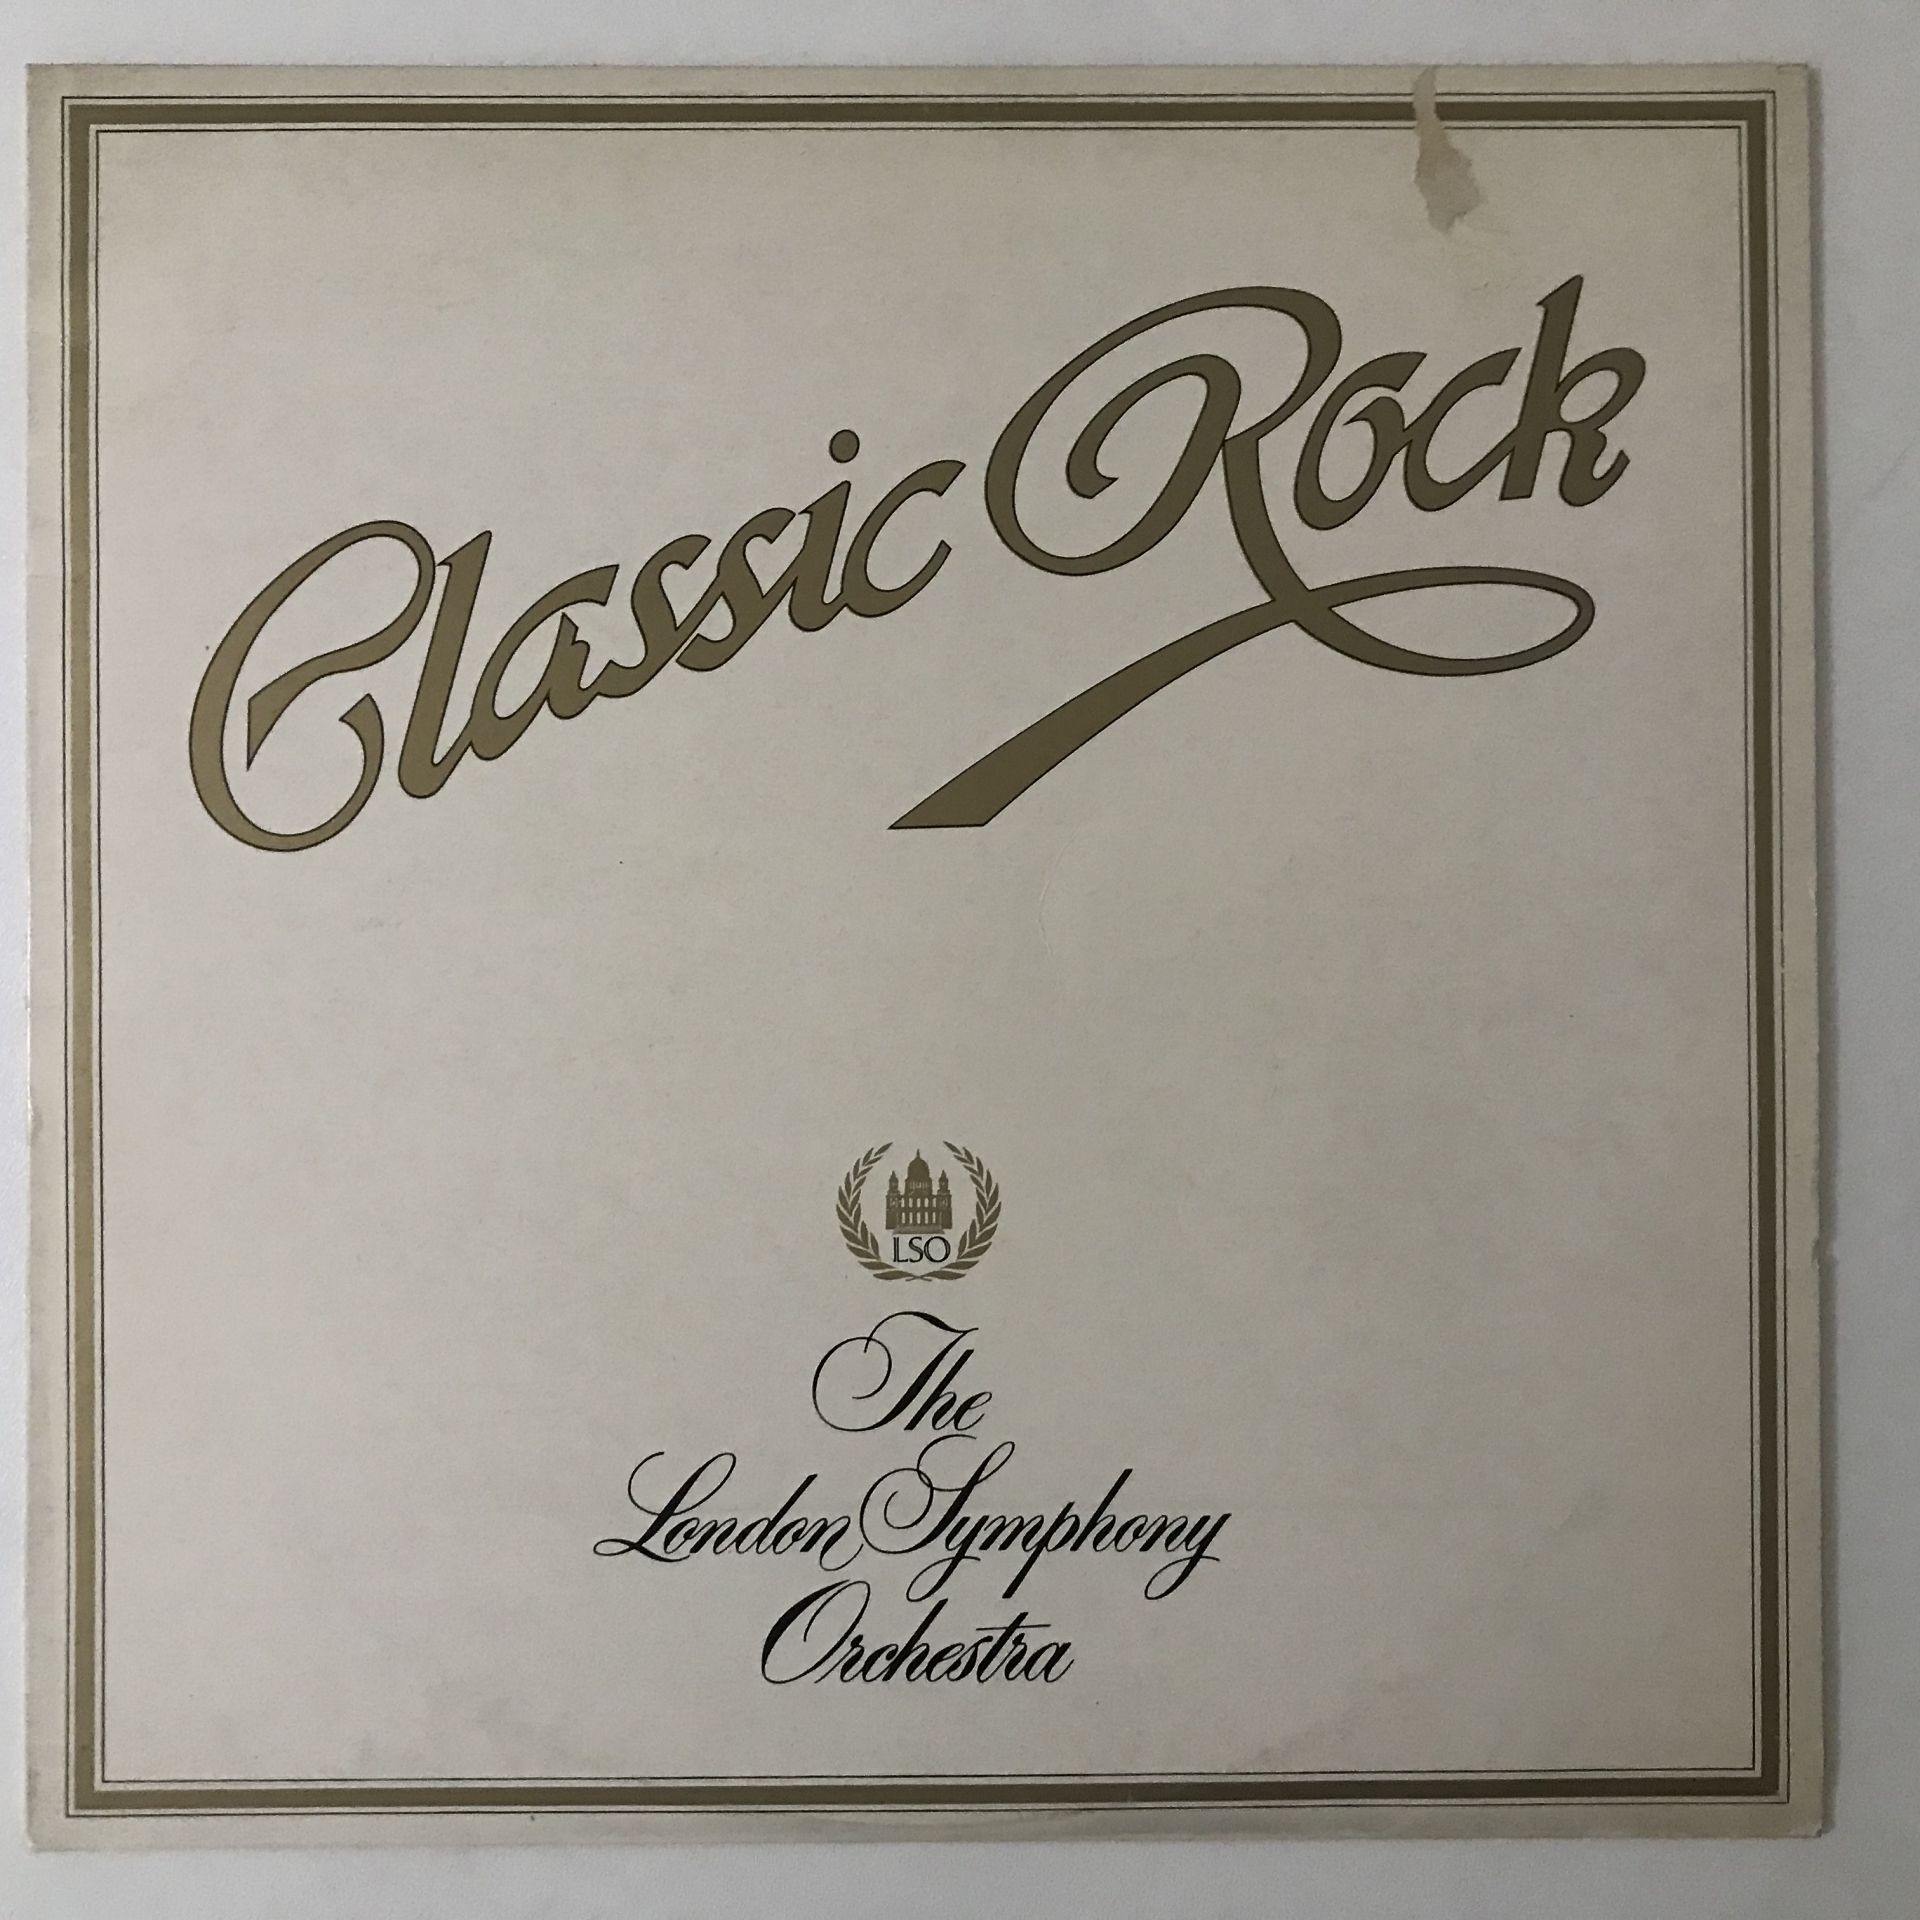 Classic Rock
LSO
The
London Symphony
Orchestra